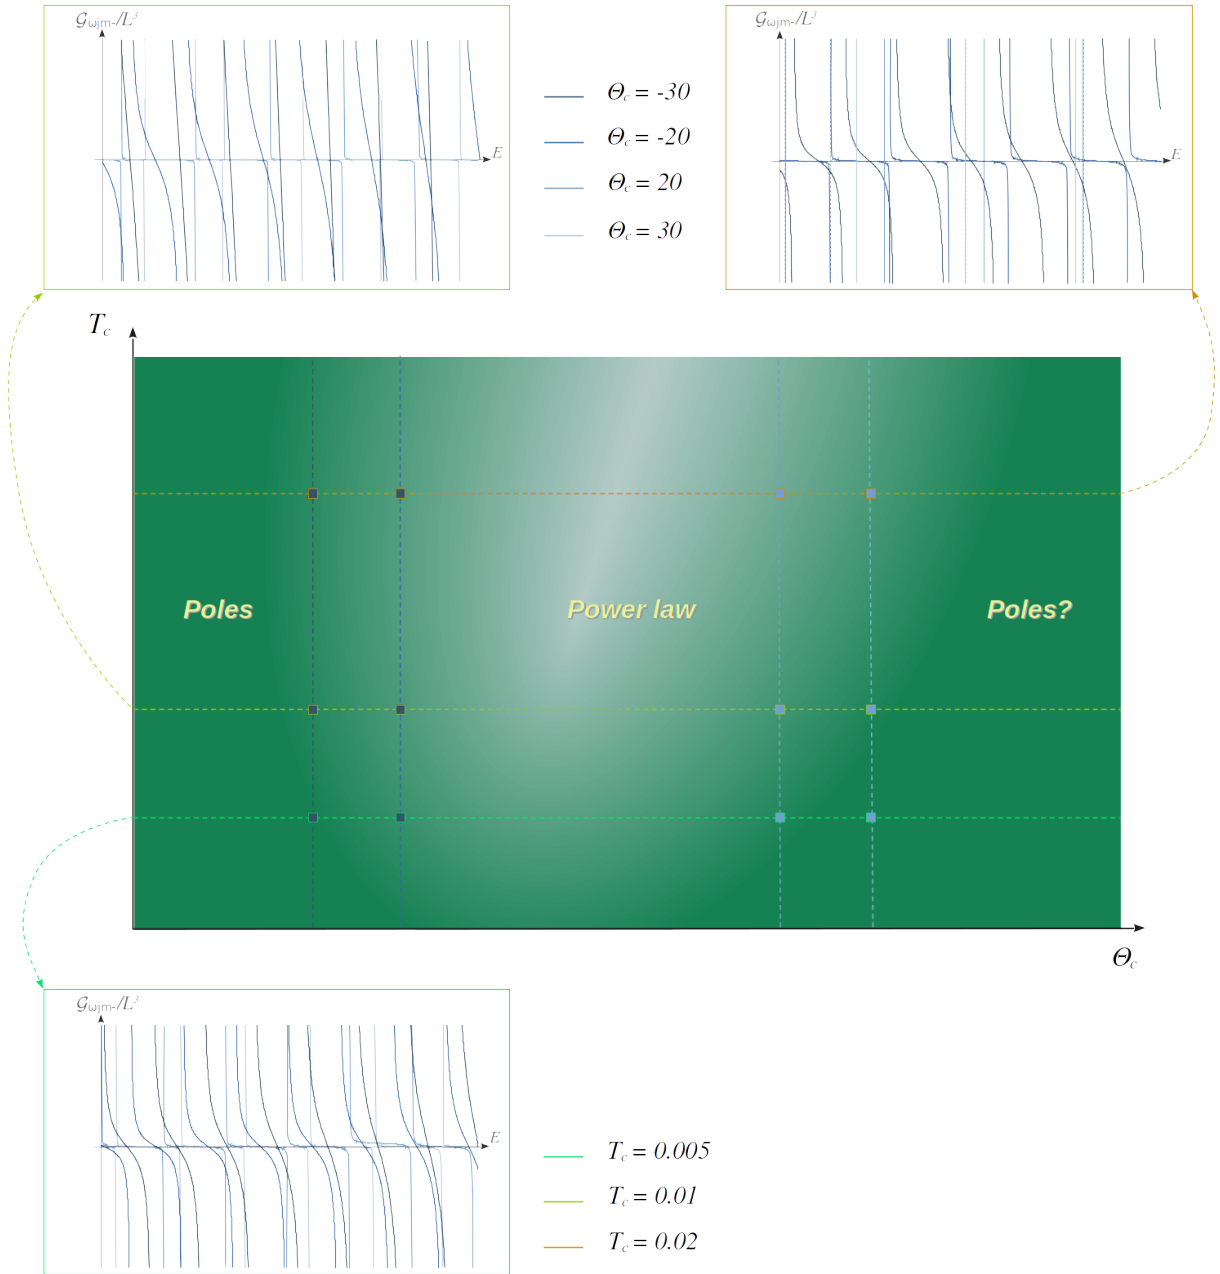 𝒢ωjm-/L³
E
Θc = -30
Θc = -20
Θc = 20
Θc = 30
𝒢ωjm-/L³
E
Tc
Poles
Power law
Poles?
Θc
𝒢ωjm-/L³
E
Tc = 0.005
Tc = 0.01
Tc = 0.02